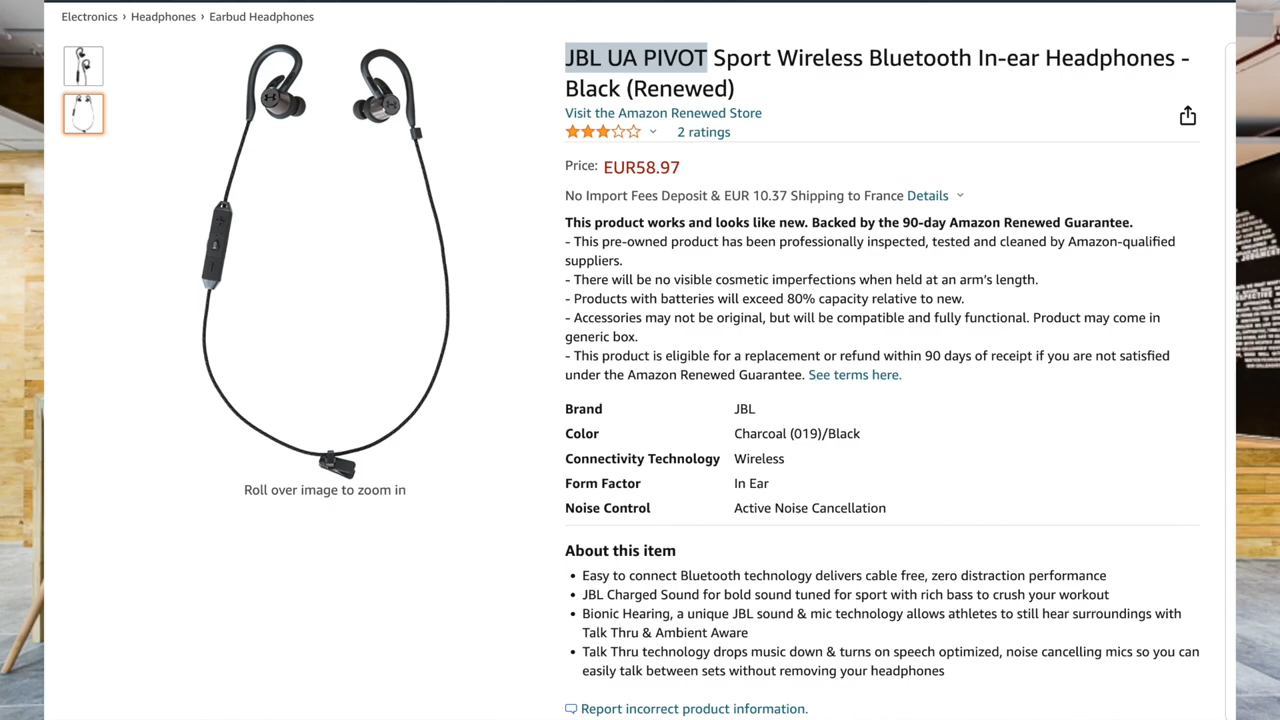 Electronics › Headphones › Earbud Headphones
JBL UA PIVOT Sport Wireless Bluetooth In-ear Headphones -
Black (Renewed)
Visit the Amazon Renewed Store
2 ratings
Price: EUR58.97
No Import Fees Deposit & EUR 10.37 Shipping to France Details
This product works and looks like new. Backed by the 90-day Amazon Renewed Guarantee.
- This pre-owned product has been professionally inspected, tested and cleaned by Amazon-qualified
suppliers.
- There will be no visible cosmetic imperfections when held at an arm's length.
- Products with batteries will exceed 80% capacity relative to new.
- Accessories may not be original, but will be compatible and fully functional. Product may come in
generic box.
- This product is eligible for a replacement or refund within 90 days of receipt if you are not satisfied
under the Amazon Renewed Guarantee. See terms here.
Brand JBL
Color Charcoal (019)/Black
Connectivity Technology Wireless
Form Factor In Ear
Noise Control Active Noise Cancellation
Roll over image to zoom in
About this item
• Easy to connect Bluetooth technology delivers cable free, zero distraction performance
• JBL Charged Sound for bold sound tuned for sport with rich bass to crush your workout
• Bionic Hearing, a unique JBL sound & mic technology allows athletes to still hear surroundings with
Talk Thru & Ambient Aware
• Talk Thru technology drops music down & turns on speech optimized, noise cancelling mics so you can
easily talk between sets without removing your headphones
Report incorrect product information.